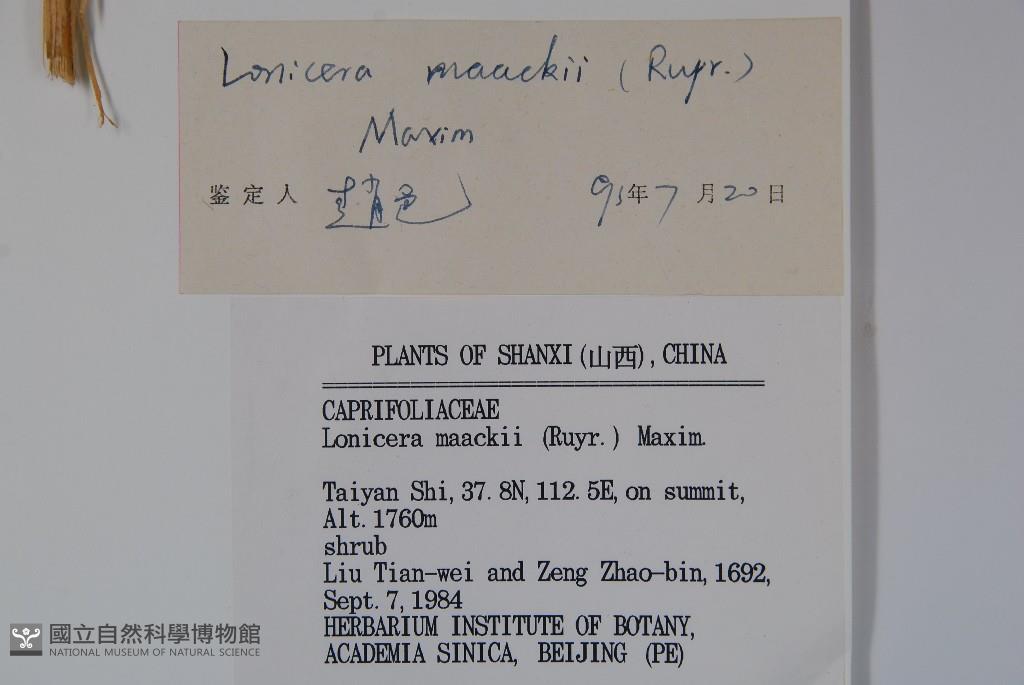 Lonicera maackii (Ruyr.)
Maxim
鉴定人 趙 93年7月20日
PLANTS OF SHANXI(山西), CHINA
CAPRIFOLIACEAE
Lonicera maackii (Ruyr.) Maxim.
Taiyan Shi, 37.8N, 112.5E, on summit,
Alt. 1760m
shrub
Liu Tian-wei and Zeng Zhao-bin, 1692,
Sept. 7, 1984
HERBARIUM INSTITUTE OF BOTANY,
ACADEMIA SINICA, BEIJING (PE)
國立自然科學博物館
NATIONAL MUSEUM OF NATURAL SCIENCE